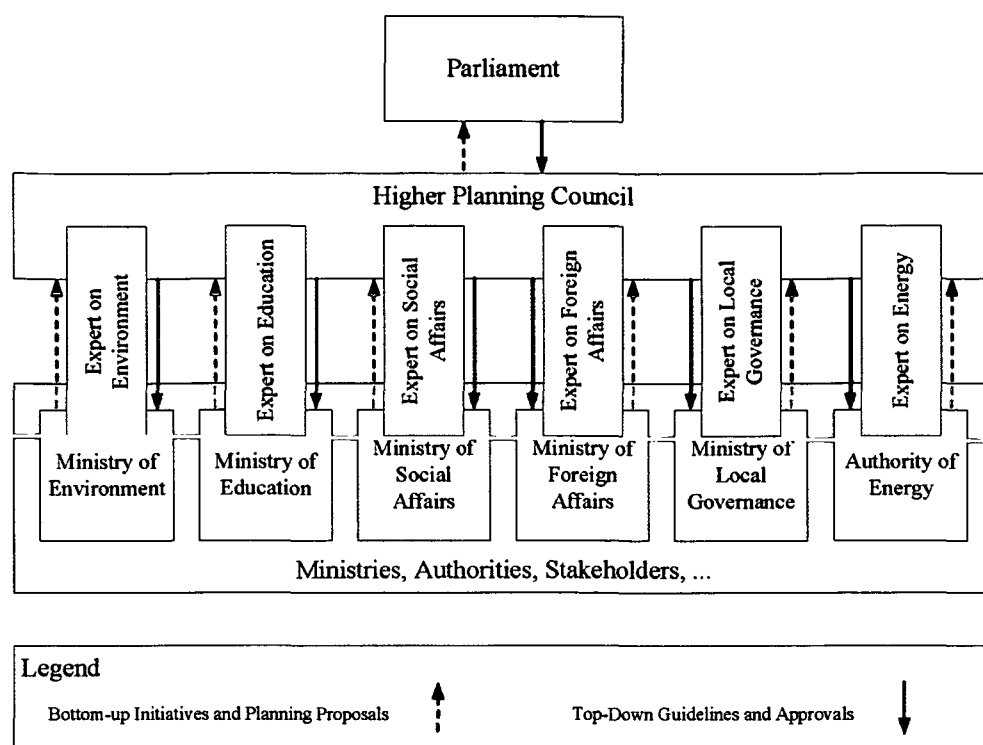 Parliament
Higher Planning Council
Expert on
Environment
Expert on Education
Expert on Social
Affairs
Expert on Foreign
Affairs
Expert on Local
Governance
Expert on Energy
Ministry of
Environment
Ministry of
Education
Ministry of
Social
Affairs
Ministry of
Foreign
Affairs
Ministry of
Local
Governance
Authority of
Energy
Ministries, Authorities, Stakeholders, ...
Legend
Bottom-up Initiatives and Planning Proposals
Top-Down Guidelines and Approvals